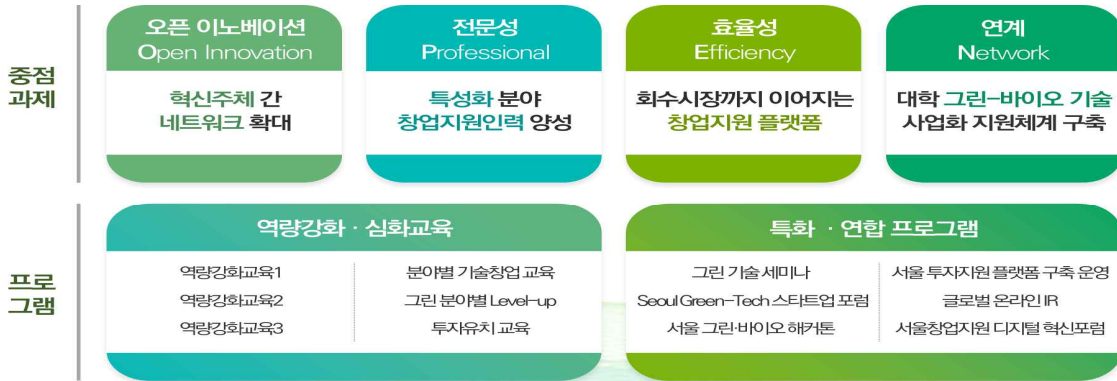 중점
과제
오픈 이노베이션
Open Innovation
혁신주체 간
네트워크 확대
전문성
Professional
특성화 분야
창업지원인력 양성
효율성
Efficiency
회수시장까지 이어지는
창업지원 플랫폼
연계
Network
대학 그린-바이오 기술
사업화 지원체계 구축
프로
그램
역량강화 · 심화교육
역량강화교육1
역량강화교육2
역량강화교육3
분야별 기술창업 교육
그린 분야별 Level-up
투자유치 교육
특화 · 연합 프로그램
그린 기술 세미나
Seoul Green-Tech 스타트업 포럼
서울 그린·바이오 해커톤
서울 투자지원 플랫폼 구축 운영
글로벌 온라인 IR
서울창업지원 디지털 혁신포럼